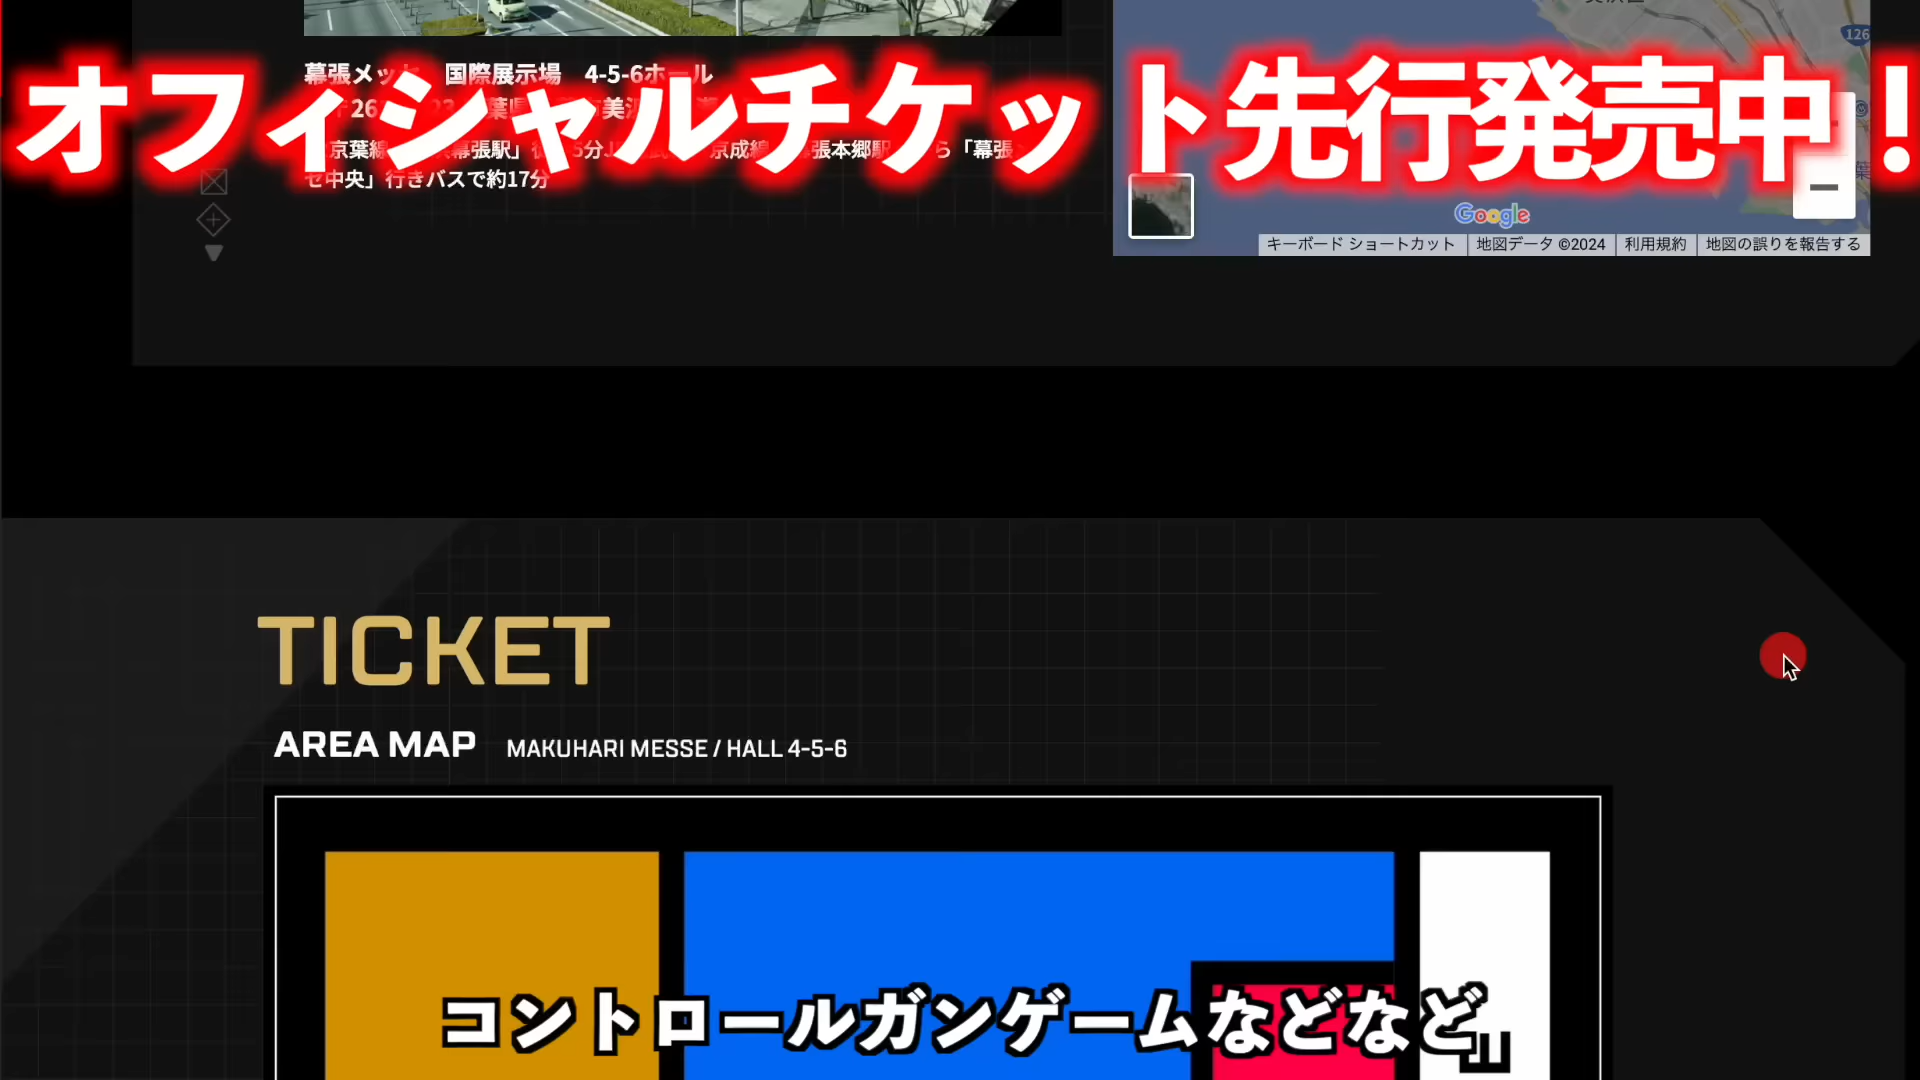 オフィシャルチケット先行発売中！
幕張メッセ 国際展示場 4-5-6ホール
セ中央」行きバスで約17分
126
Google
キーボード ショートカット 地図データ ©2024 利用規約 地図の誤りを報告する
TICKET
AREA MAP MAKUHARI MESSE / HALL 4-5-6
コントロールガンゲームなどなど』